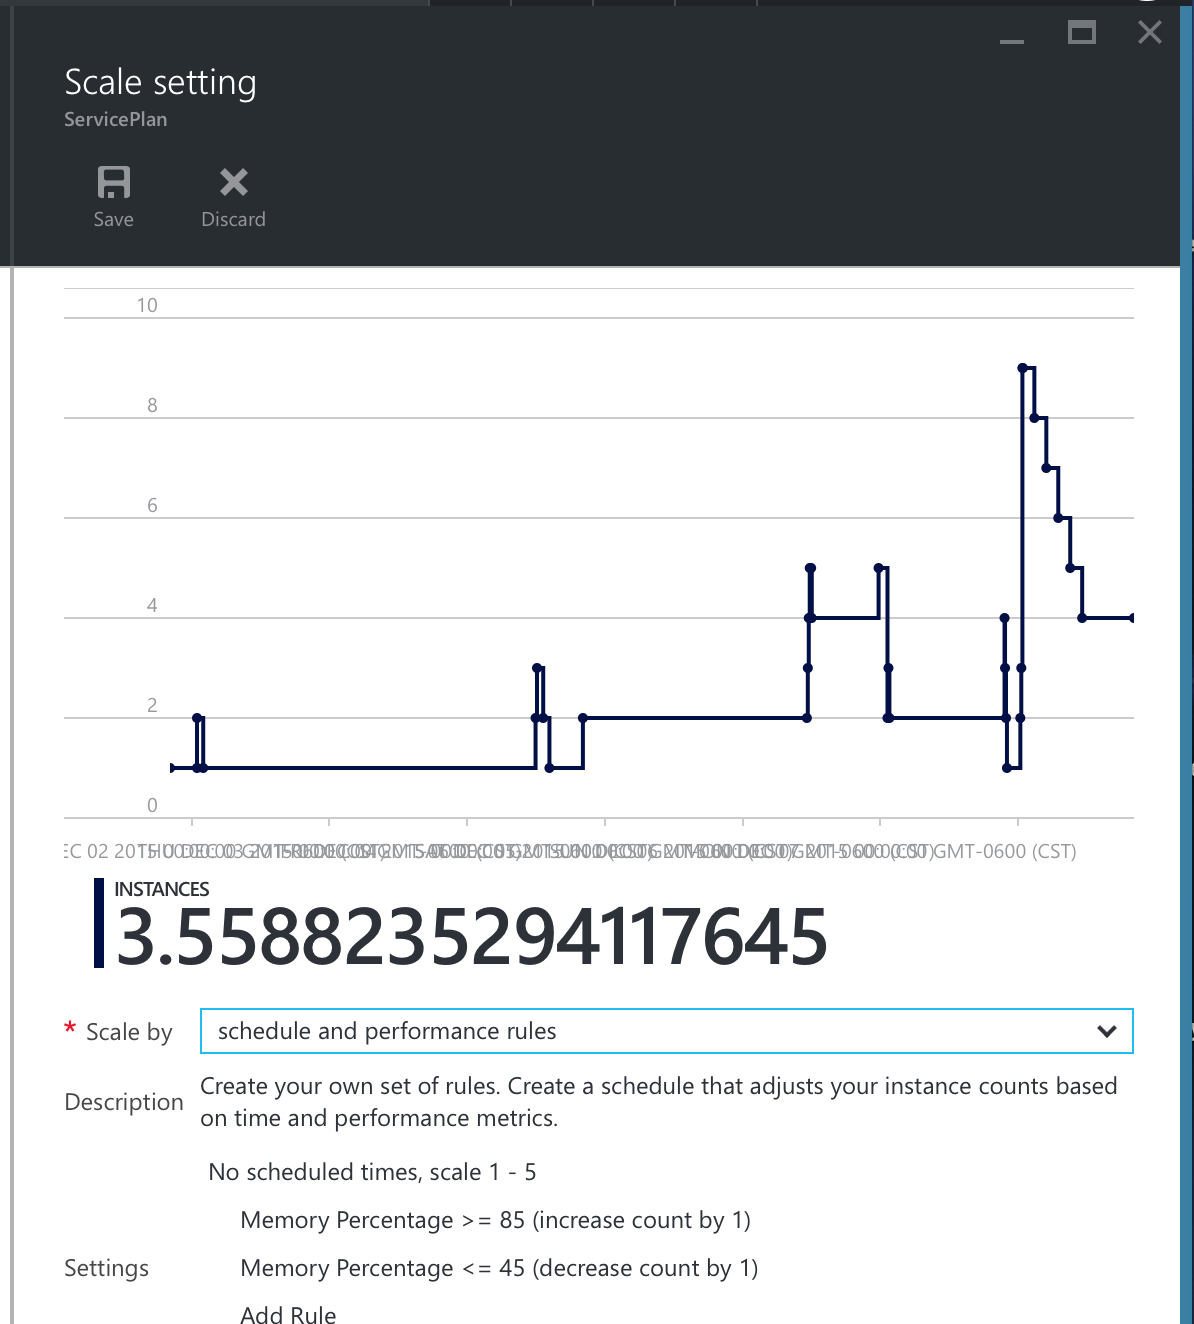 Scale setting
ServicePlan
Save
Discard
10
8
6
4
2
0
GMT-0600 (CST)
INSTANCES
3.5588235294117645
* Scale by
schedule and performance rules
Description
Create your own set of rules. Create a schedule that adjusts your instance counts based
on time and performance metrics.
No scheduled times, scale 1 - 5
Memory Percentage >= 85 (increase count by 1)
Settings
Memory Percentage <= 45 (decrease count by 1)
Add Rule